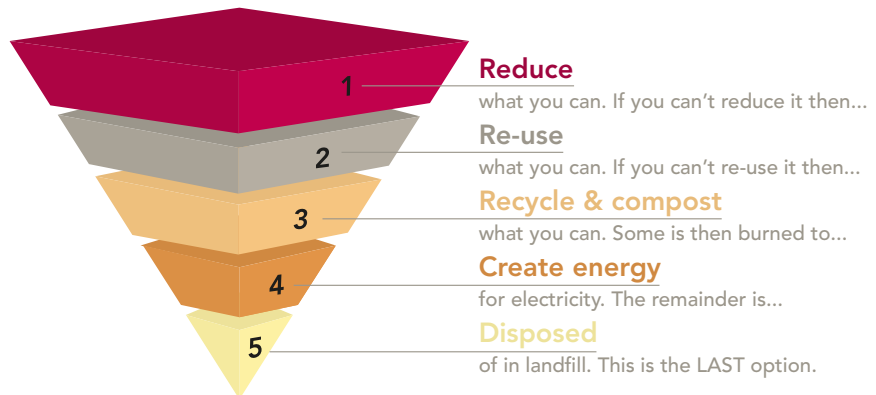 1
Reduce
what you can. If you can’t reduce it then...
2
Re-use
what you can. If you can’t re-use it then...
3
Recycle & compost
what you can. Some is then burned to...
4
Create energy
for electricity. The remainder is...
5
Disposed
of in landfill. This is the LAST option.